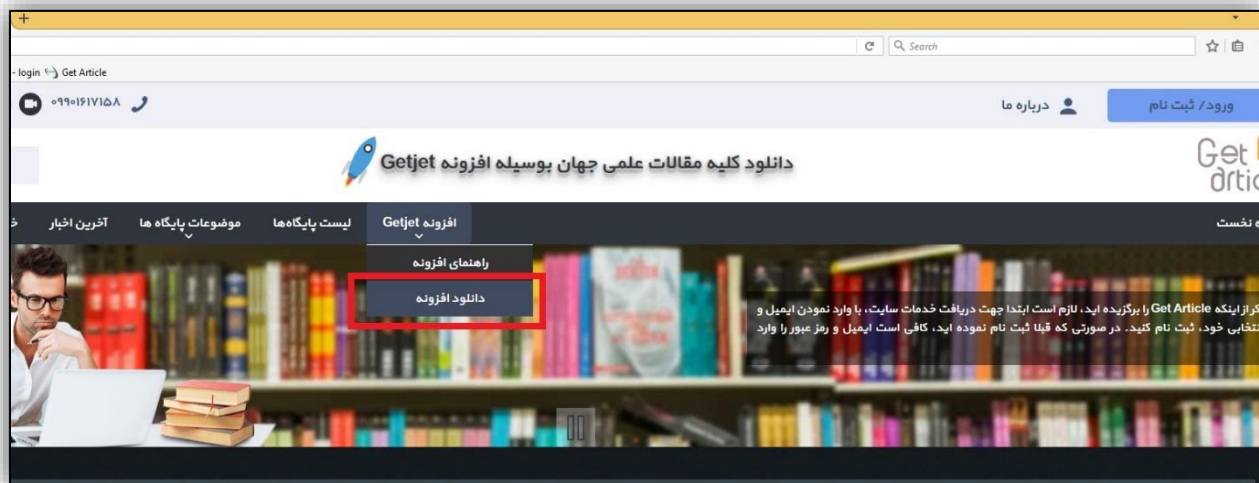 +
Search
- login Get Article
ورود/ ثبت نام
درباره ما
۰۹۹۰۱۶۱۷۱۵۸
Get
دانلود کلیه مقالات علمی جهان بوسیله افزونه Getjet
نخست
افزونه Getjet
لیست پایگاه‌ها
موضوعات پایگاه ها
آخرین اخبار
راهنمای افزونه
دانلود افزونه
از اینکه Get Article را برگزیده اید، لازم است ابتدا جهت دریافت خدمات سایت، با وارد نمودن ایمیل و
خود، ثبت نام کنید. در صورتی که قبلا ثبت نام نموده اید، کافی است ایمیل و رمز عبور را وارد